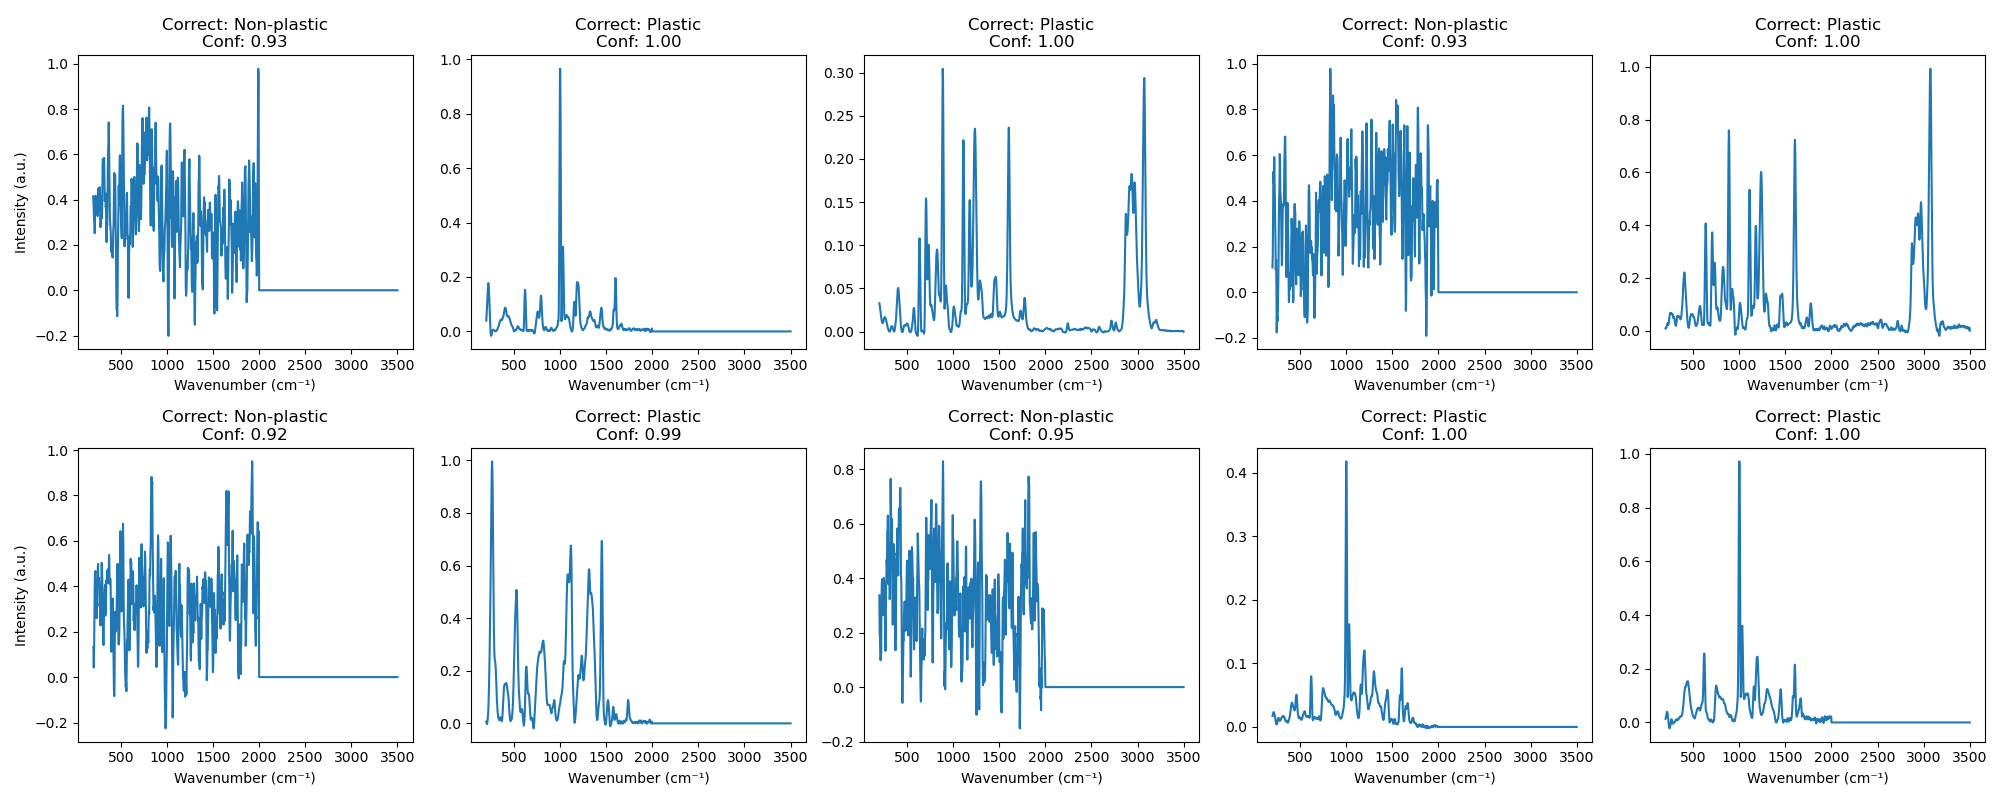 Correct: Non-plastic
Conf: 0.93
Correct: Plastic
Conf: 1.00
Correct: Plastic
Conf: 1.00
Correct: Non-plastic
Conf: 0.93
Correct: Plastic
Conf: 1.00
Intensity (a.u.)
1.0
0.8
0.6
0.4
0.2
0.0
−0.2
500 1000 1500 2000 2500 3000 3500
Wavenumber (cm⁻¹)
1.0
0.8
0.6
0.4
0.2
0.0
500 1000 1500 2000 2500 3000 3500
Wavenumber (cm⁻¹)
0.30
0.25
0.20
0.15
0.10
0.05
0.00
500 1000 1500 2000 2500 3000 3500
Wavenumber (cm⁻¹)
1.0
0.8
0.6
0.4
0.2
0.0
−0.2
500 1000 1500 2000 2500 3000 3500
Wavenumber (cm⁻¹)
1.0
0.8
0.6
0.4
0.2
0.0
500 1000 1500 2000 2500 3000 3500
Wavenumber (cm⁻¹)
Correct: Non-plastic
Conf: 0.92
Correct: Plastic
Conf: 0.99
Correct: Non-plastic
Conf: 0.95
Correct: Plastic
Conf: 1.00
Correct: Plastic
Conf: 1.00
Intensity (a.u.)
1.0
0.8
0.6
0.4
0.2
0.0
−0.2
500 1000 1500 2000 2500 3000 3500
Wavenumber (cm⁻¹)
1.0
0.8
0.6
0.4
0.2
0.0
500 1000 1500 2000 2500 3000 3500
Wavenumber (cm⁻¹)
0.8
0.6
0.4
0.2
0.0
−0.2
500 1000 1500 2000 2500 3000 3500
Wavenumber (cm⁻¹)
0.4
0.3
0.2
0.1
0.0
500 1000 1500 2000 2500 3000 3500
Wavenumber (cm⁻¹)
1.0
0.8
0.6
0.4
0.2
0.0
500 1000 1500 2000 2500 3000 3500
Wavenumber (cm⁻¹)